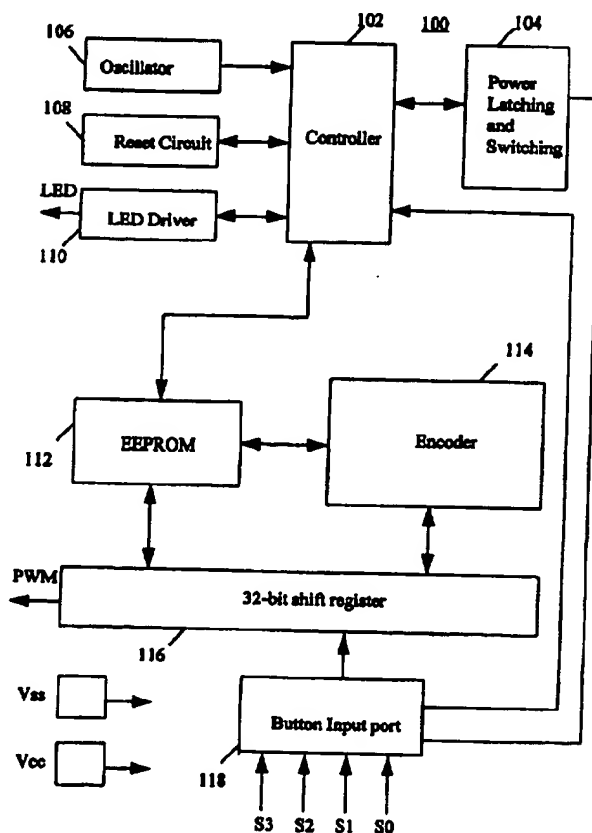 102
100
104
106
Oscillator
Power
Latching
and
Switching
108
Controller
Reset Circuit
LED
LED Driver
110
114
112
EEPROM
Encoder
PWM
32-bit shift register
116
Vss
Button Input port
Vcc
118
S3 S2 S1 S0